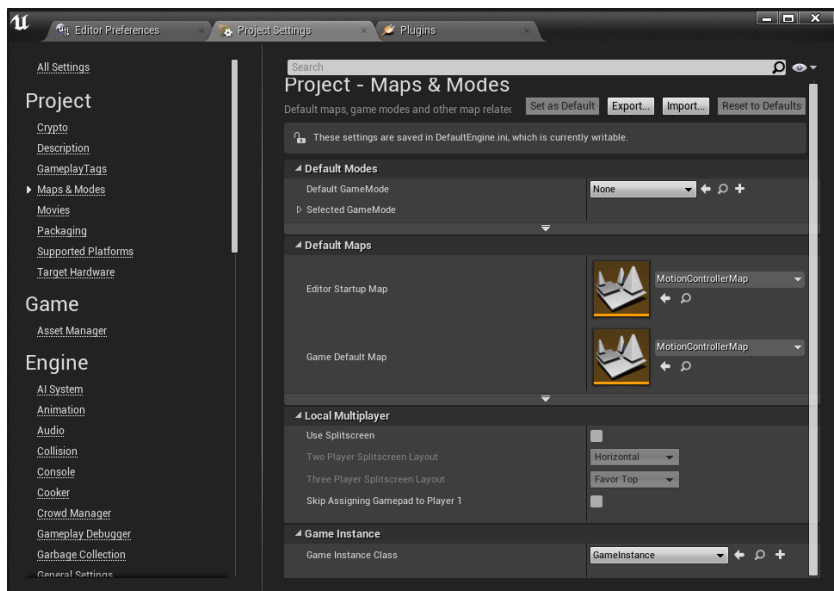 Editor Preferences
Project Settings
Plugins
All Settings
Project
Crypto
Description
GameplayTags
Maps & Modes
Movies
Packaging
Supported Platforms
Target Hardware
Game
Asset Manager
Engine
AI System
Animation
Audio
Collision
Console
Cooker
Crowd Manager
Gameplay Debugger
Garbage Collection
General Settings
Search
Project - Maps & Modes
Default maps, game modes and other map relate
Set as Default
Export...
Import...
Reset to Defaults
These settings are saved in DefaultEngine.ini, which is currently writable.
Default Modes
Default GameMode
None
Selected GameMode
Default Maps
Editor Startup Map
MotionControllerMap
Game Default Map
MotionControllerMap
Local Multiplayer
Use Splitscreen
Two Player Splitscreen Layout
Horizontal
Three Player Splitscreen Layout
Favor Top
Skip Assigning Gamepad to Player 1
Game Instance
Game Instance Class
GameInstance